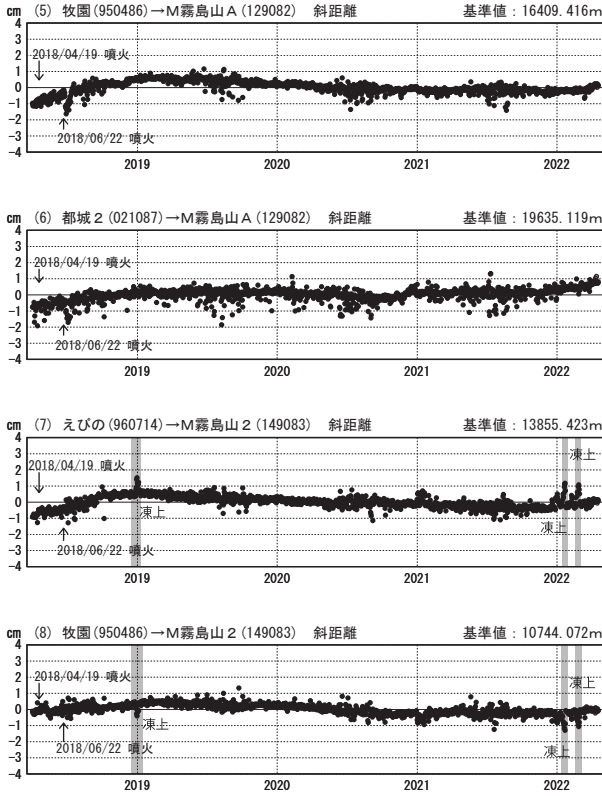 cm (5) 牧園(950486)→M霧島山A(129082) 斜距離 基準値：16409.416m
4
3
2
1
0
-1
-2
-3
-4
2018/04/19 噴火
2018/06/22 噴火
2019 2020 2021 2022
cm (6) 都城2(021087)→M霧島山A(129082) 斜距離 基準値：19635.119m
4
3
2
1
0
-1
-2
-3
-4
2018/04/19 噴火
2018/06/22 噴火
2019 2020 2021 2022
cm (7) えびの(960714)→M霧島山2(149083) 斜距離 基準値：13855.423m
4
3
2
1
0
-1
-2
-3
-4
凍上
2018/04/19 噴火
凍上
凍上
2018/06/22 噴火
2019 2020 2021 2022
cm (8) 牧園(950486)→M霧島山2(149083) 斜距離 基準値：10744.072m
4
3
2
1
0
-1
-2
-3
-4
2018/04/19 噴火
凍上
凍上
2018/06/22 噴火
凍上
2019 2020 2021 2022